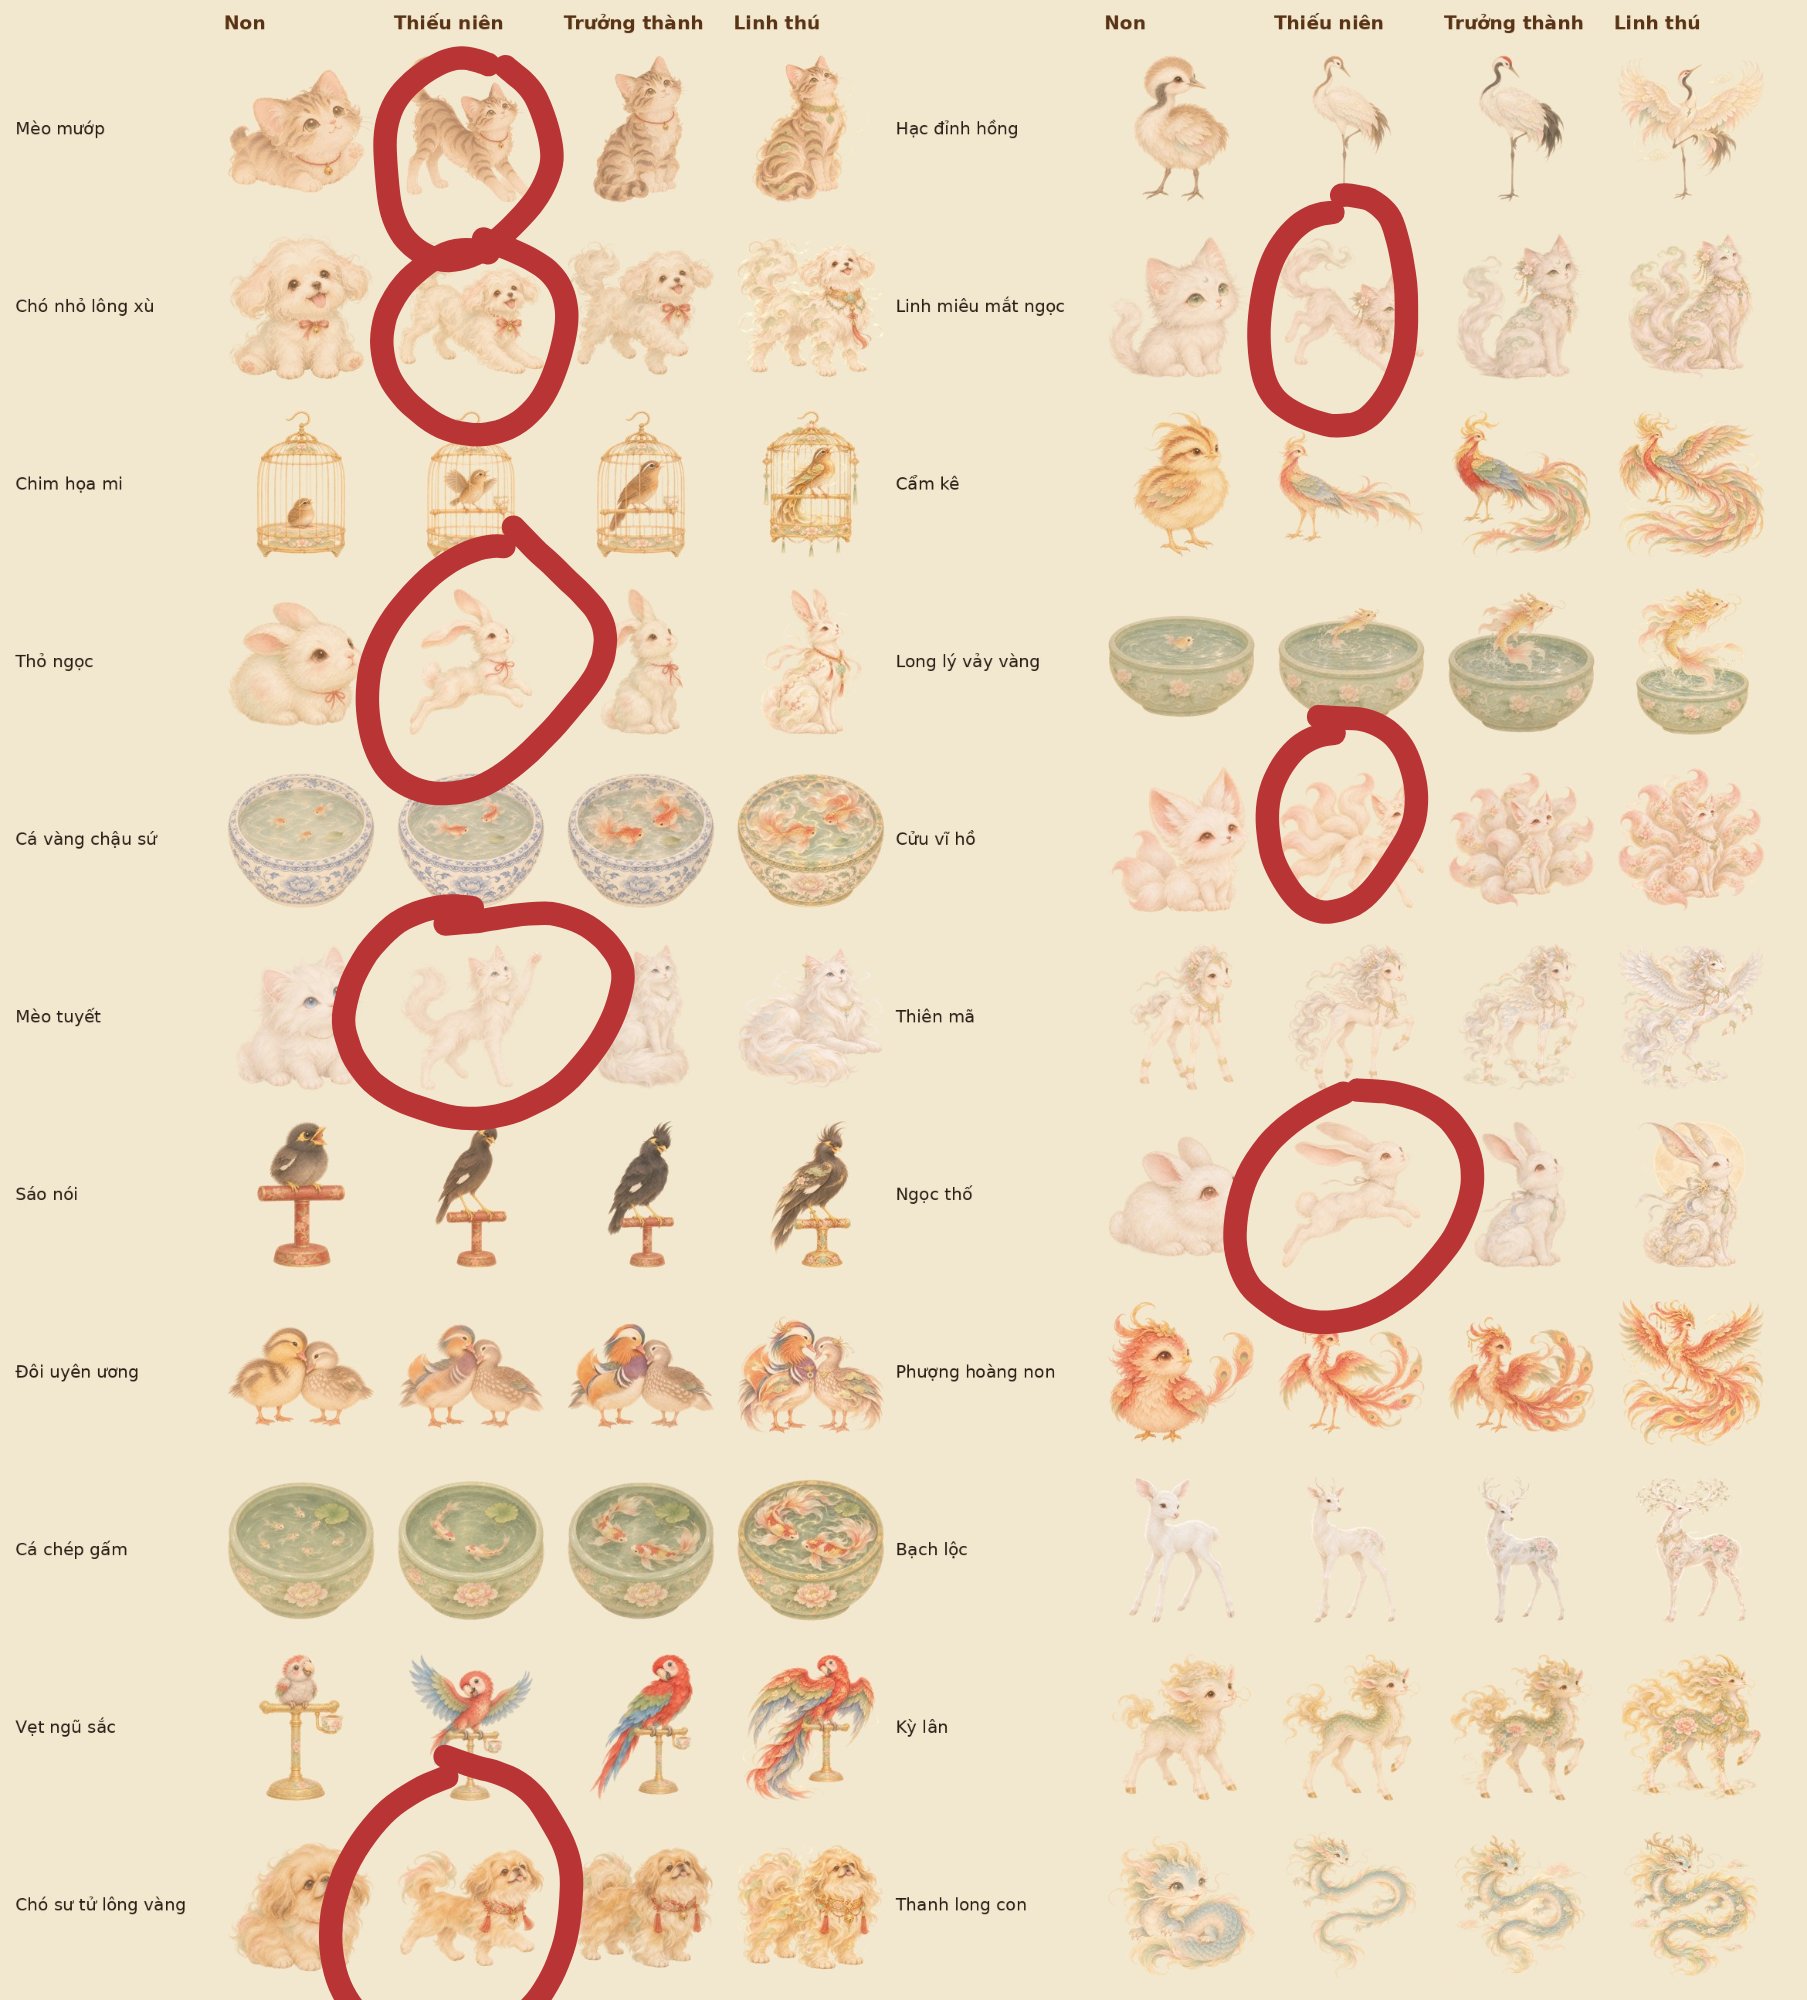 Non Thiếu niên Trưởng thành Linh thú Non Thiếu niên Trưởng thành Linh thú
Mèo mướp Hạc đỉnh hồng
Chó nhỏ lông xù Linh miêu mắt ngọc
Chim họa mi Cẩm kê
Thỏ ngọc Long lý vảy vàng
Cá vàng chậu sứ Cửu vĩ hồ
Mèo tuyết Thiên mã
Sáo nói Ngọc thố
Đôi uyên ương Phượng hoàng non
Cá chép gấm Bạch lộc
Vẹt ngũ sắc Kỳ lân
Chó sư tử lông vàng Thanh long con